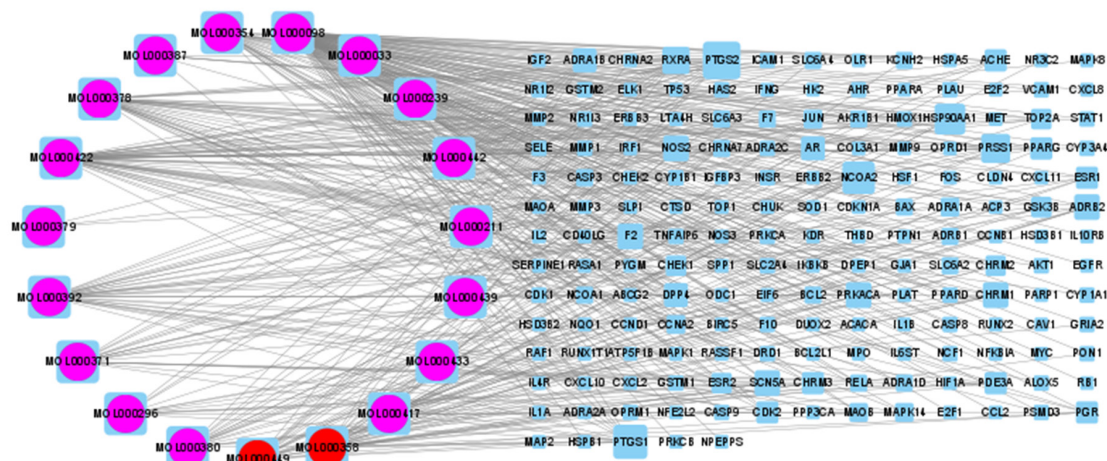 MOL000354 MOL000098
MOL000387 MOL000033
MOL000378 MOL000239
MOL000422 MOL000442
MOL000379 MOL000211
MOL000392 MOL000439
MOL000371 MOL000433
MOL000296 MOL000417
MOL000380 MOL000449 MOL000358
IGF2 ADRA1B CHRNA2 RXRA PTGS2 ICAM1 SLC6A4 OLR1 KCNH2 HSPA5 ACHE NR3C2 MAPK8
NR1I2 GSTM2 ELK1 TP53 HAS2 IFNG HK2 AHR PPARA PLAU E2F2 VCAM1 CXCL8
MMP2 NR1I3 ERBB3 LTA4H SLC6A3 F7 JUN AKR1B1 HMOX1 HSP90AA1 MET TOP2A STAT1
SELE MMP1 IRF1 NOS2 CHRNA7 ADRA2C AR COL3A1 MMP9 OPRD1 PRSS1 PPARG CYP3A4
F3 CASP3 CHEK2 CYP1B1 IGFBP3 INSR ERBB2 NCOA2 HSF1 FOS CLDN4 CXCL11 ESR1
MAOA MMP3 SLPI CTSD TOP1 CHUK SOD1 CDKN1A BAX ADRA1A ACP3 GSK3B ADRB2
IL2 CD40LG F2 TNFAIP6 NOS3 PRKCA KDR THBD PTPN1 ADRB1 CCNB1 HSD3B1 IL10RB
SERPINE1 RASA1 PYGM CHEK1 SPP1 SLC2A4 IKBKB DPEP1 GJA1 SLC6A2 CHRM2 AKT1 EGFR
CDK1 NCOA1 ABCG2 DPP4 ODC1 EIF6 BCL2 PRKACA PLAT PPARD CHRM1 PARP1 CYP1A1
HSD3B2 NQO1 CCND1 CCNA2 BIRC5 F10 DUOX2 ACACA IL1B CASP8 RUNX2 CAV1 GRIA2
RAF1 RUNX1T1 ATP5F1B MAPK1 RASSF1 DRD1 BCL2L1 MPO IL6ST NCF1 NFKBIA MYC PON1
IL4R CXCL10 CXCL2 GSTM1 ESR2 SCN5A CHRM3 RELA ADRA1D HIF1A PDE3A ALOX5 RB1
IL1A ADRA2A OPRM1 NFE2L2 CASP9 CDK2 PPP3CA MAOB MAPK14 E2F1 CCL2 PSMD3 PGR
MAP2 HSPB1 PTGS1 PRKCB NPEPPS